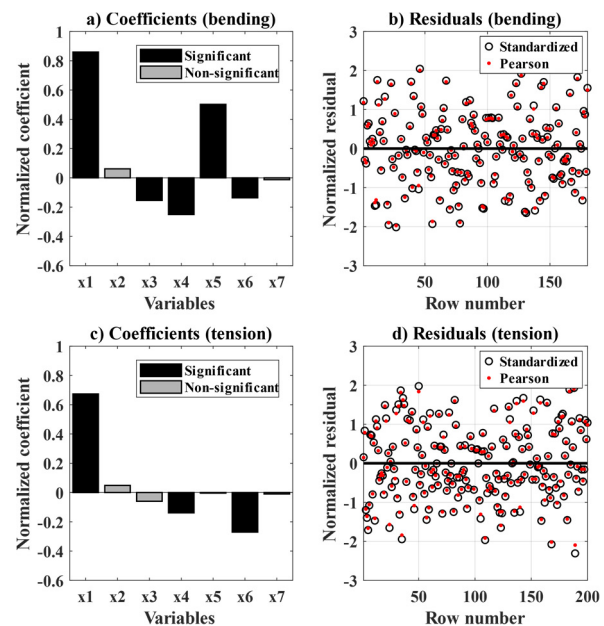 a) Coefficients (bending)
Normalized coefficient
1
0.8
0.6
0.4
0.2
0
-0.2
-0.4
-0.6
Significant
Non-significant
x1 x2 x3 x4 x5 x6 x7
Variables
b) Residuals (bending)
Normalized residual
3
2
1
0
-1
-2
-3
Standardized
Pearson
50 100 150
Row number
c) Coefficients (tension)
Normalized coefficient
1
0.8
0.6
0.4
0.2
0
-0.2
-0.4
-0.6
Significant
Non-significant
x1 x2 x3 x4 x5 x6 x7
Variables
d) Residuals (tension)
Normalized residual
3
2
1
0
-1
-2
-3
Standardized
Pearson
50 100 150 200
Row number